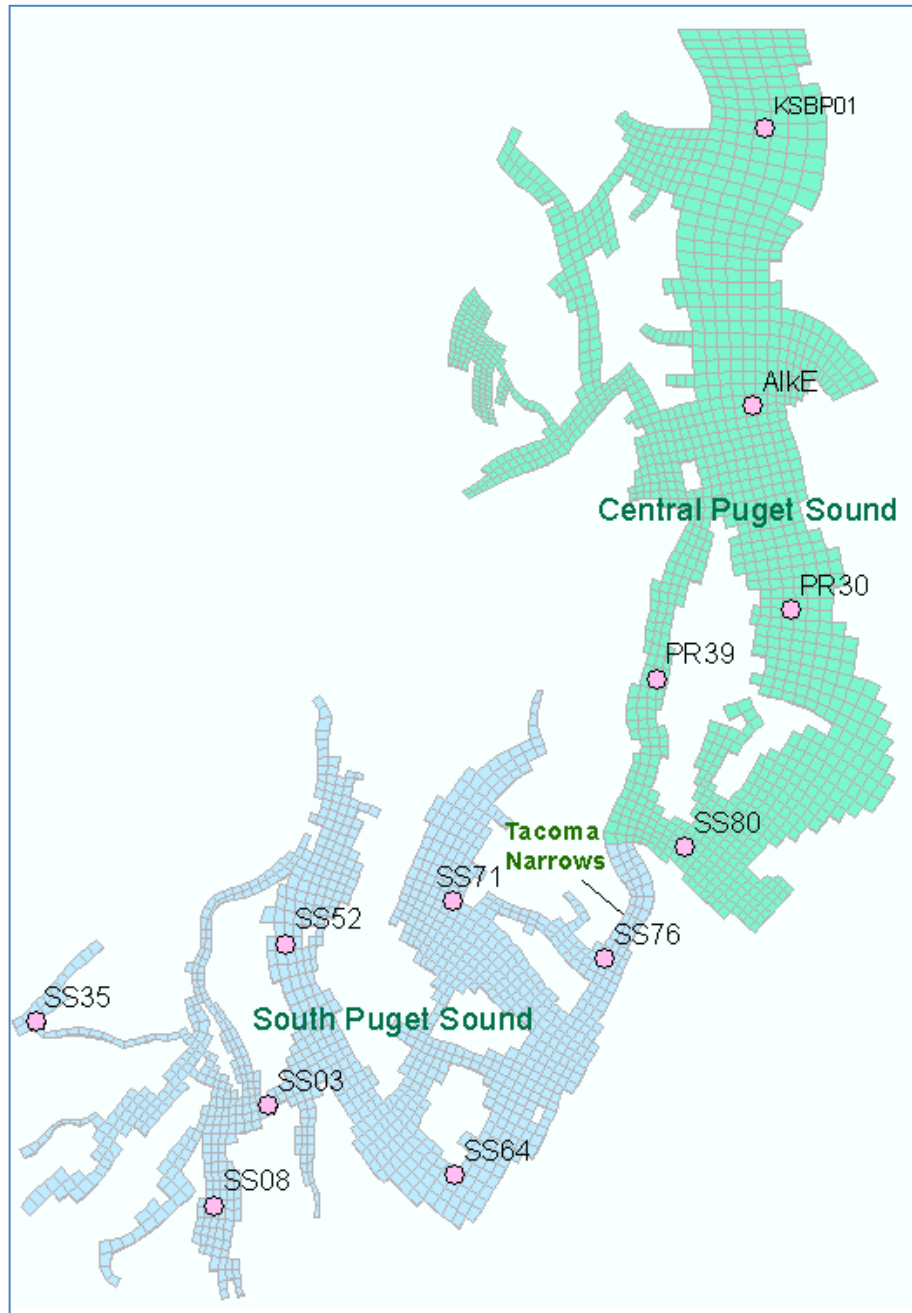 KSBP01
AlkE
Central Puget Sound
PR30
PR39
Tacoma
Narrows
SS80
SS71
SS52
SS76
SS35
South Puget Sound
SS03
SS64
SS08